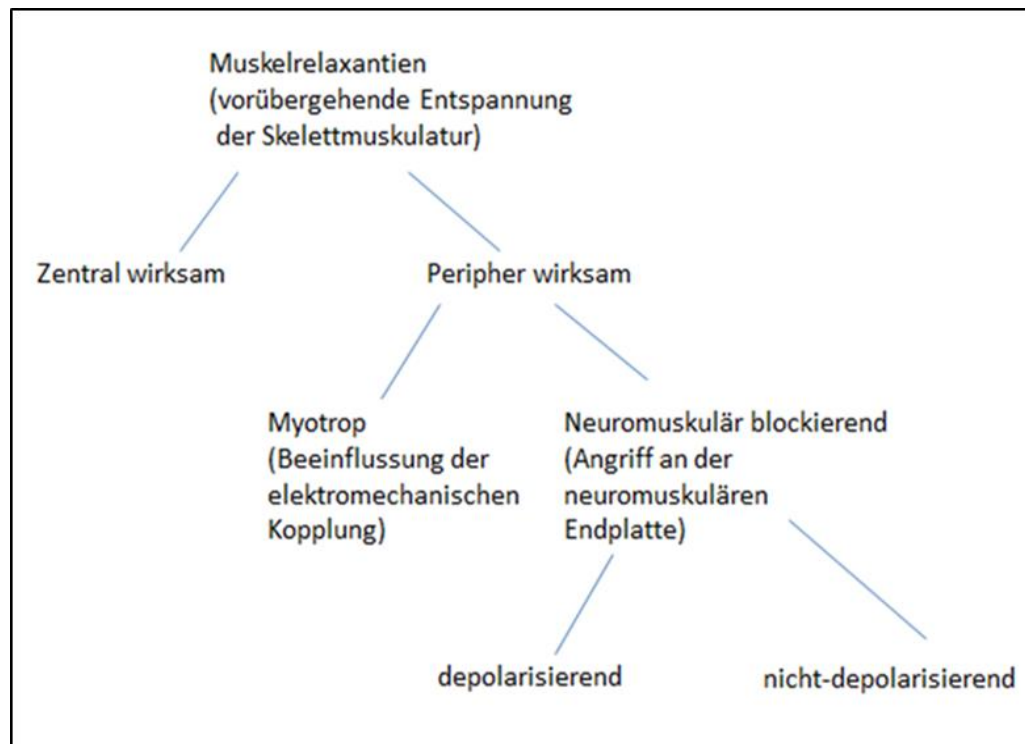 Muskelrelaxantien
(vorübergehende Entspannung
der Skelettmuskulatur)
Zentral wirksam
Peripher wirksam
Myotrop
(Beeinflussung der
elektromechanischen
Kopplung)
Neuromuskulär blockierend
(Angriff an der
neuromuskulären
Endplatte)
depolarisierend
nicht-depolarisierend